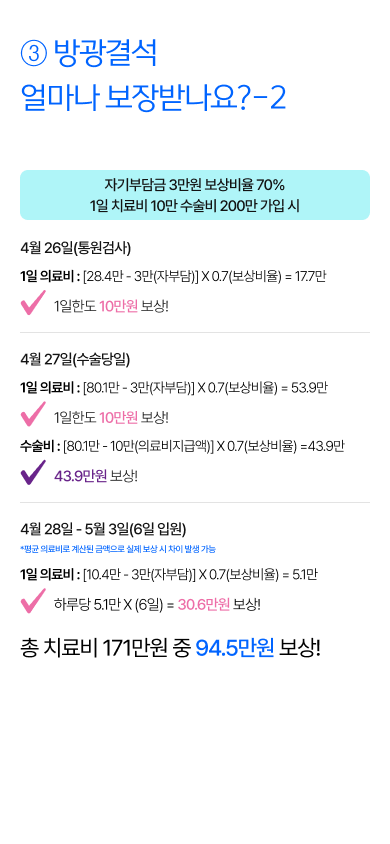 ③ 방광결석
얼마나 보장받나요?-2
자기부담금 3만원 보상비율 70%
1일 치료비 10만 수술비 200만 가입 시
4월 26일(통원검사)
1일 의료비 : [28.4만 - 3만(자부담)] X 0.7(보상비율) = 17.7만
1일한도 10만원 보상!
4월 27일(수술당일)
1일 의료비 : [80.1만 - 3만(자부담)] X 0.7(보상비율) = 53.9만
1일한도 10만원 보상!
수술비 : [80.1만 - 10만(의료비지급액)] X 0.7(보상비율) =43.9만
43.9만원 보상!
4월 28일 - 5월 3일(6일 입원)
*평균 의료비로 계산된 금액으로 실제 보상 시 차이 발생 가능
1일 의료비 : [10.4만 - 3만(자부담)] X 0.7(보상비율) = 5.1만
하루당 5.1만 X (6일) = 30.6만원 보상!
총 치료비 171만원 중 94.5만원 보상!